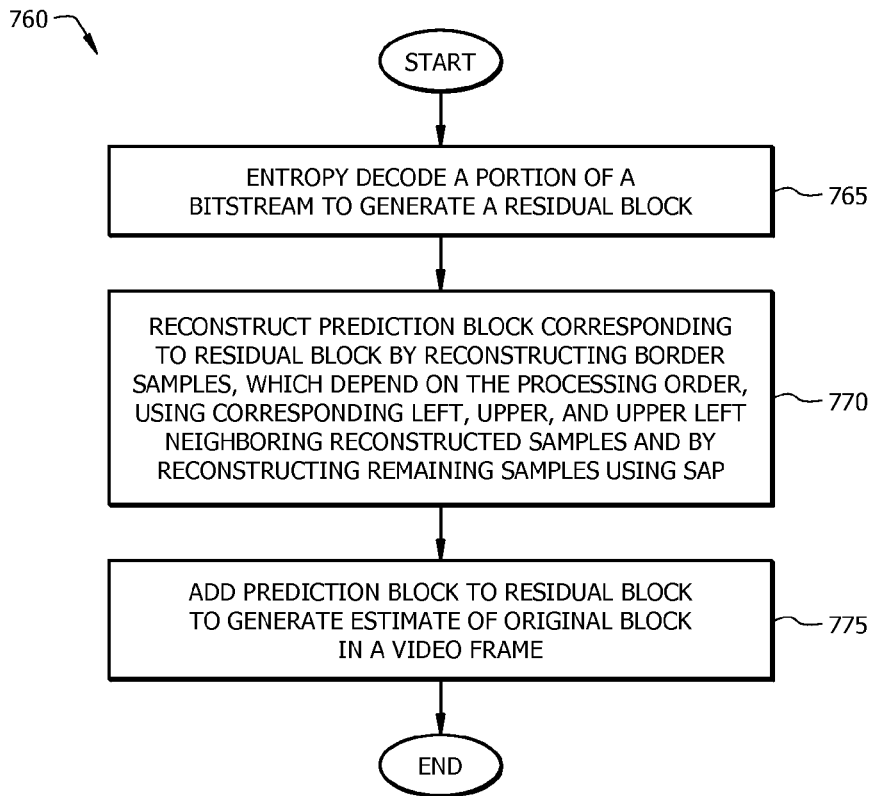 760
START
ENTROPY DECODE A PORTION OF A
BITSTREAM TO GENERATE A RESIDUAL BLOCK
765
RECONSTRUCT PREDICTION BLOCK CORRESPONDING
TO RESIDUAL BLOCK BY RECONSTRUCTING BORDER
SAMPLES, WHICH DEPEND ON THE PROCESSING ORDER,
USING CORRESPONDING LEFT, UPPER, AND UPPER LEFT
NEIGHBORING RECONSTRUCTED SAMPLES AND BY
RECONSTRUCTING REMAINING SAMPLES USING SAP
770
ADD PREDICTION BLOCK TO RESIDUAL BLOCK
TO GENERATE ESTIMATE OF ORIGINAL BLOCK
IN A VIDEO FRAME
775
END